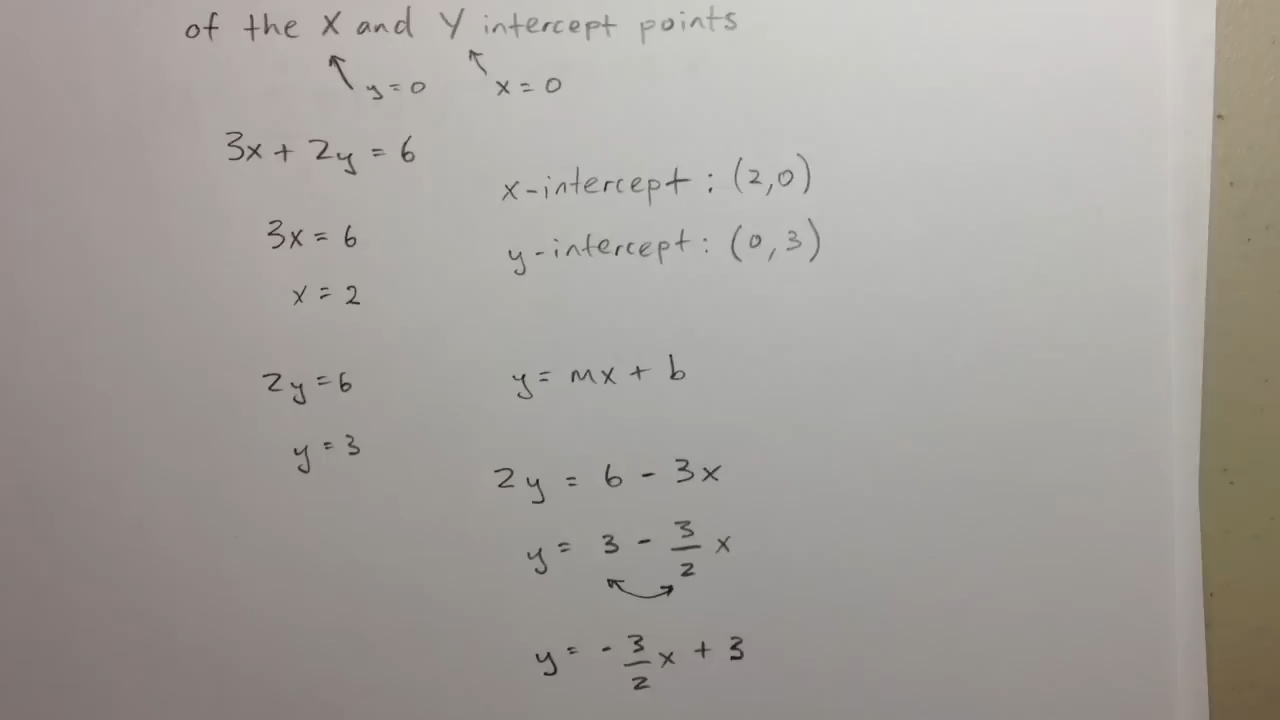 of the X and Y intercept points
y = 0
x = 0
3x + 2y = 6
3x = 6
x = 2
2y = 6
y = 3
x-intercept : (2,0)
y-intercept : (0,3)
y = mx + b
2y = 6 - 3x
y = 3 - 3/2 x
y = - 3/2 x + 3